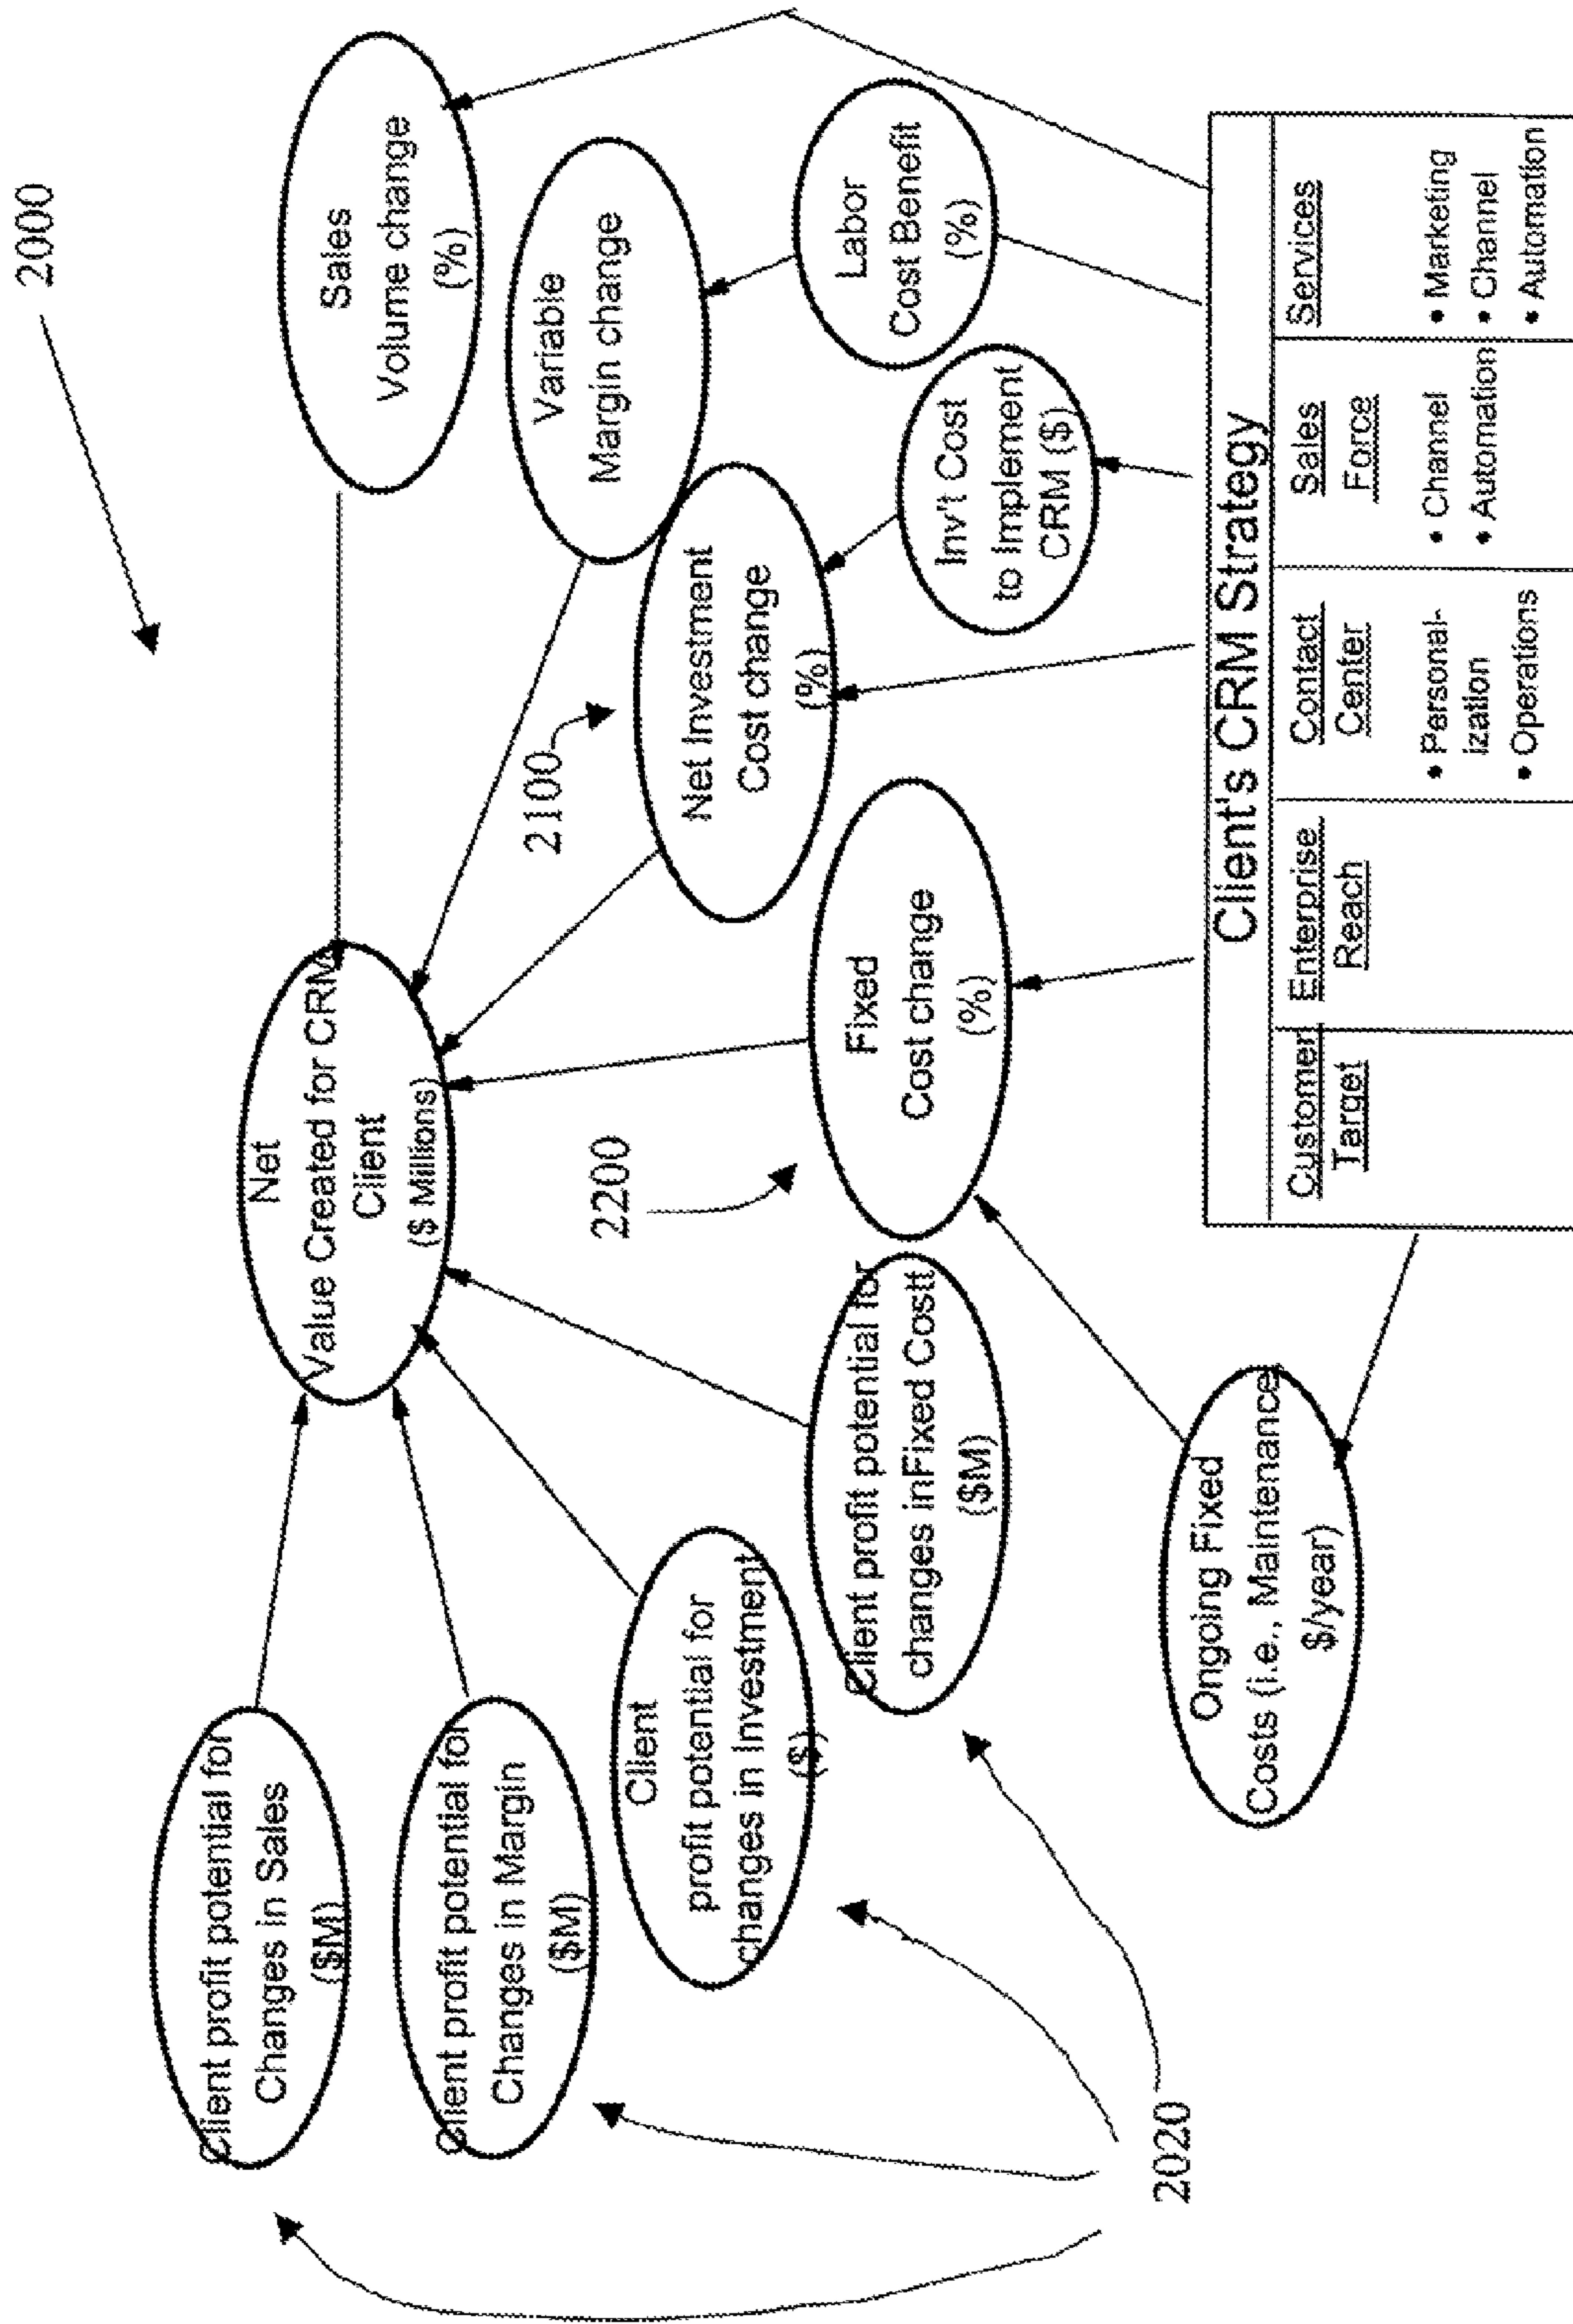 2000
Net
Value Created for CRM
Client
($ Millions)
Client profit potential for
Changes in Sales
($M)
Client profit potential for
Changes in Margin
($M)
Client
profit potential for
changes in Investment
($)
Client profit potential for
changes inFixed Costt
($M)
2020
Ongoing Fixed
Costs (i.e., Maintenance
$/year)
2200
Fixed
Cost change
(%)
2100
Net Investment
Cost change
(%)
Variable
Margin change
Sales
Volume change
(%)
Inv't Cost
to Implement
CRM ($)
Labor
Cost Benefit
(%)
Client's CRM Strategy
Customer
Target
Enterprise
Reach
Contact
Center
• Personal-
ization
• Operations
Sales
Force
• Channel
• Automation
Services
• Marketing
• Channel
• Automation